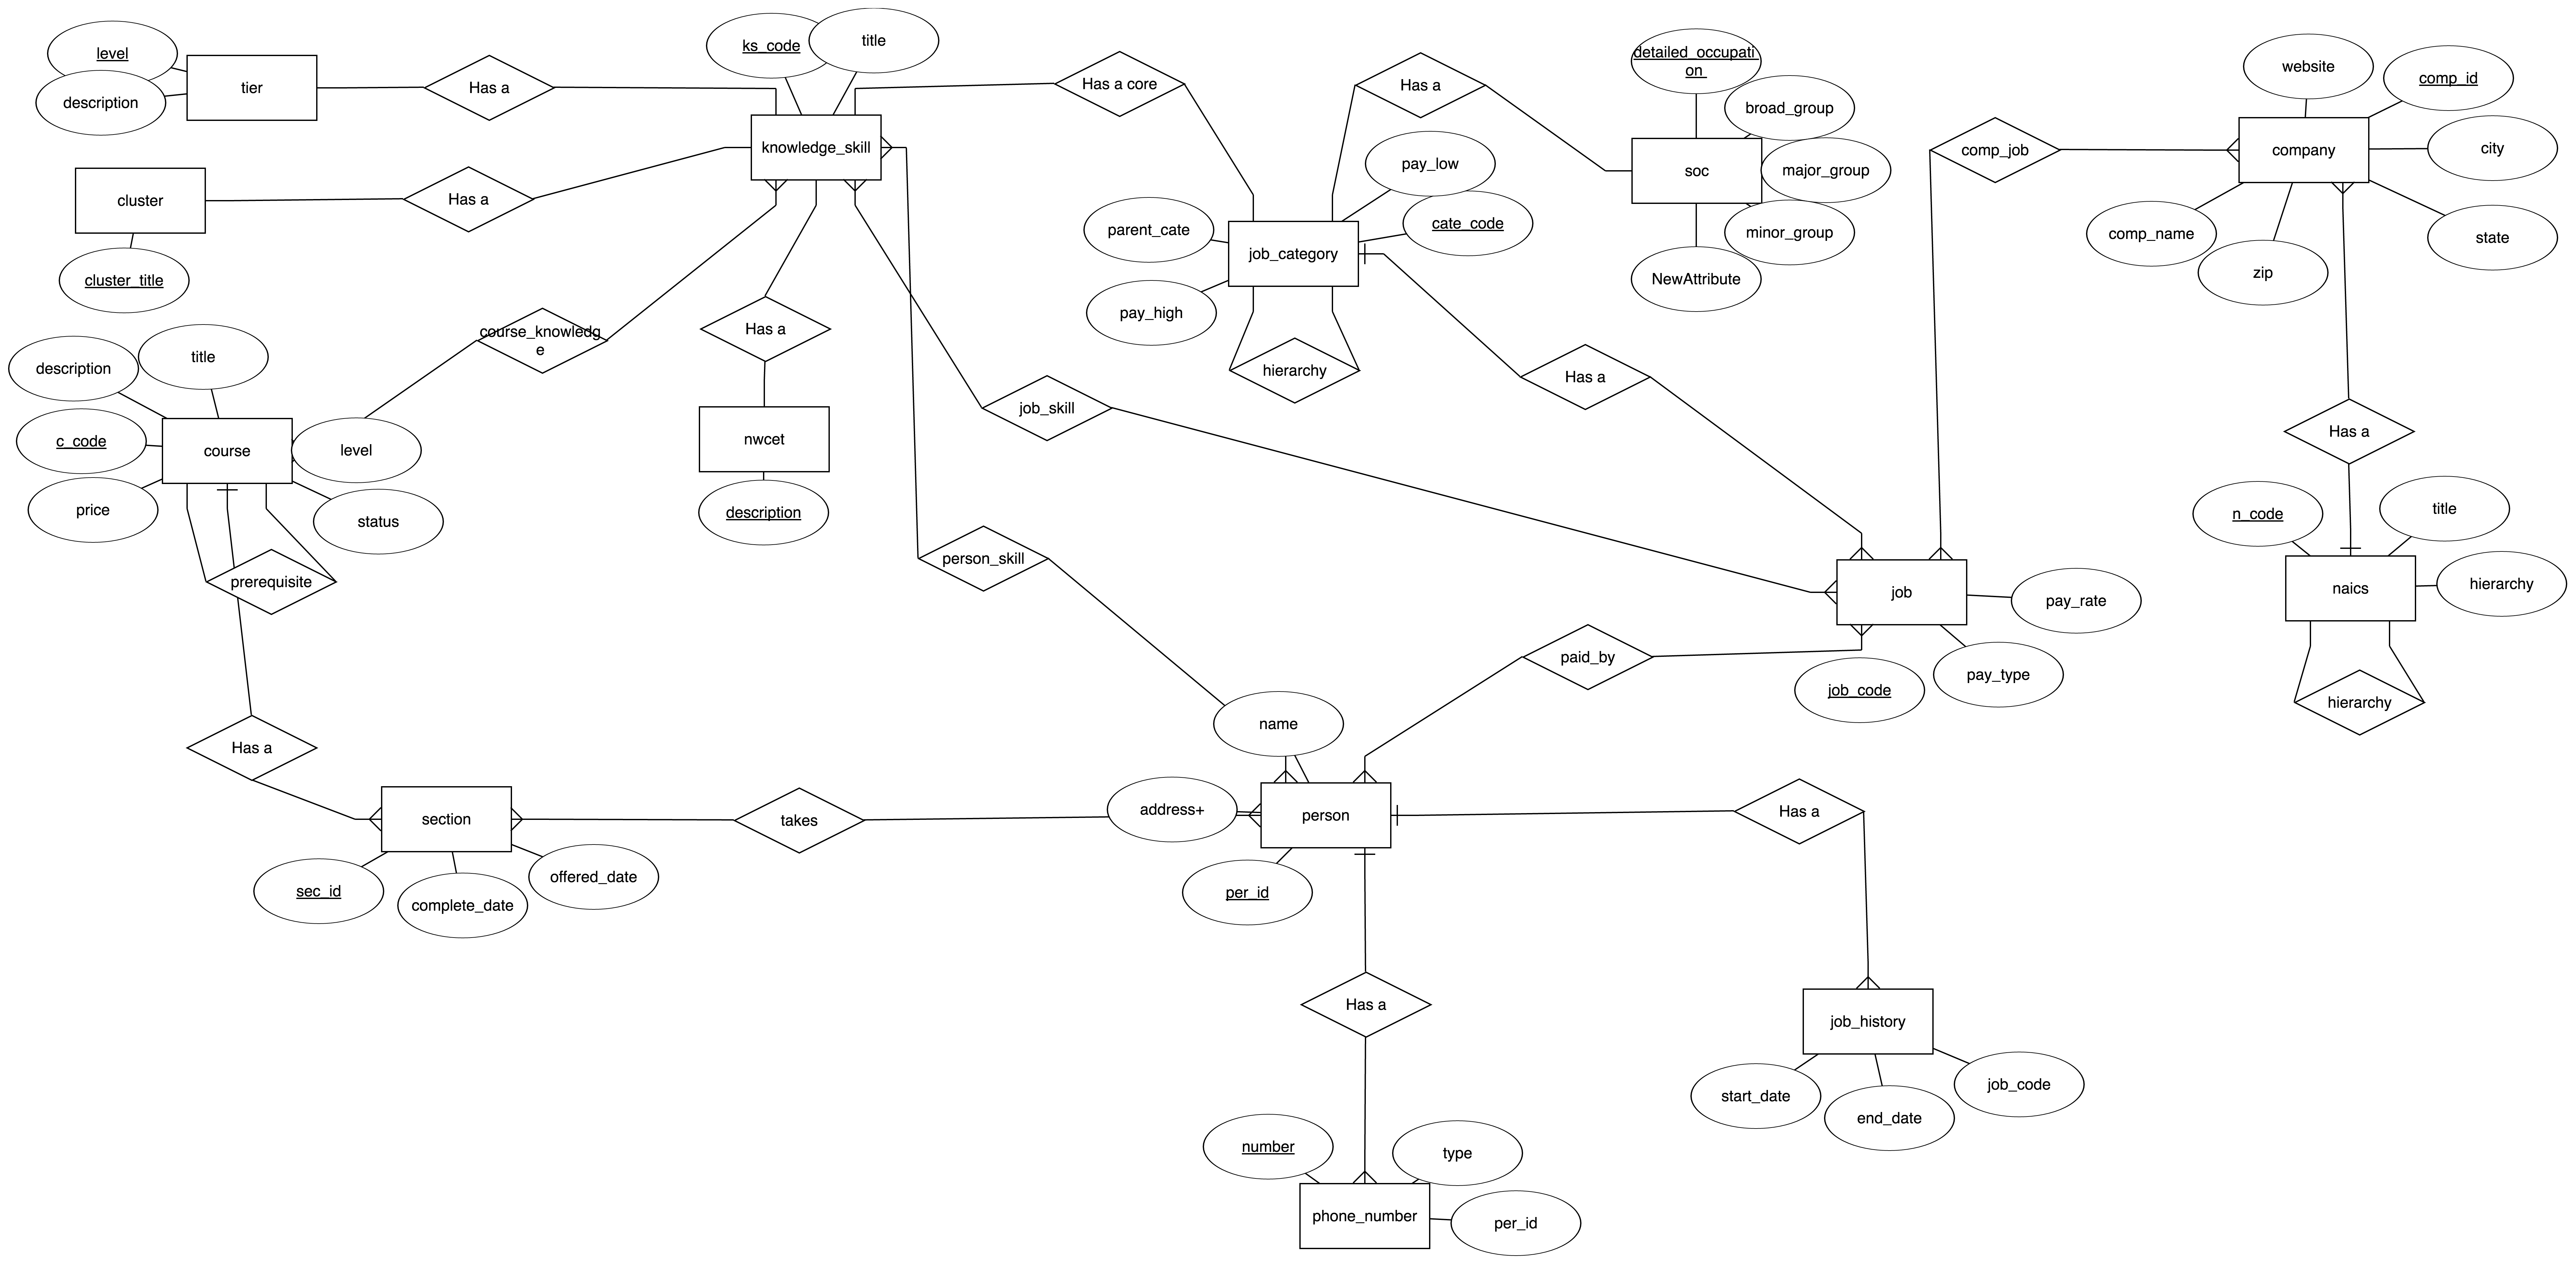 level
description
tier
Has a
ks_code
title
knowledge_skill
Has a core
Has a
detailed_occupati
on
broad_group
soc
major_group
minor_group
NewAttribute
website
comp_id
comp_job
company
city
comp_name
zip
state
cluster
Has a
cluster_title
pay_low
parent_cate
cate_code
job_category
pay_high
hierarchy
Has a
course_knowledg
e
Has a
nwcet
description
job_skill
description
title
c_code
course
level
price
status
prerequisite
person_skill
Has a
n_code
title
naics
hierarchy
hierarchy
job
pay_rate
paid_by
job_code
pay_type
Has a
section
takes
name
address+
person
Has a
sec_id
complete_date
offered_date
per_id
Has a
job_history
start_date
end_date
job_code
number
type
phone_number
per_id